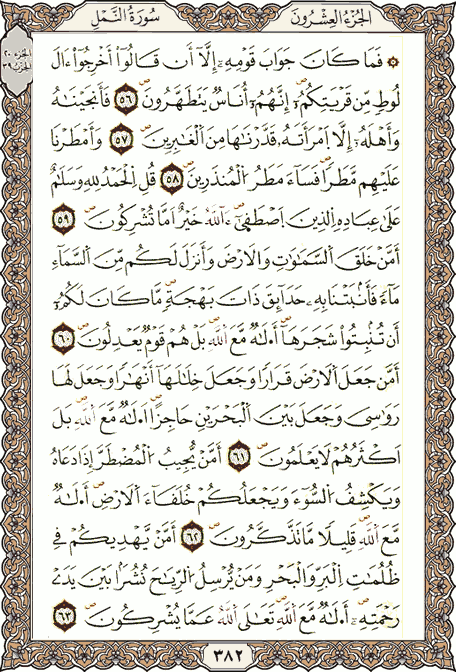 الجُزْءُ العِشْرُونَ
سُورَةُ النَّمْلِ
الجزء ٢٠
الحزب ٣٩
۞ فَمَا كَانَ جَوَابَ قَوْمِهِۦٓ إِلَّآ أَن قَالُوٓا۟ أَخْرِجُوٓا۟ ءَالَ
لُوطٍ مِّن قَرْيَتِكُمْ ۖ إِنَّهُمْ أُنَاسٌ يَتَطَهَّرُونَ ٥٦ فَأَنجَيْنَٰهُ
وَأَهْلَهُۥٓ إِلَّا ٱمْرَأَتَهُۥ قَدَّرْنَٰهَا مِنَ ٱلْغَٰبِرِينَ ٥٧ وَأَمْطَرْنَا
عَلَيْهِم مَّطَرًا ۖ فَسَآءَ مَطَرُ ٱلْمُنذَرِينَ ٥٨ قُلِ ٱلْحَمْدُ لِلَّهِ وَسَلَٰمٌ
عَلَىٰ عِبَادِهِ ٱلَّذِينَ ٱصْطَفَىٰٓ ۗ ءَآللَّهُ خَيْرٌ أَمَّا تُشْرِكُونَ ٥٩
أَمَّنْ خَلَقَ ٱلسَّمَٰوَٰتِ وَٱلْأَرْضَ وَأَنزَلَ لَكُم مِّنَ ٱلسَّمَآءِ
مَآءً فَأَنۢبَتْنَا بِهِۦ حَدَآئِقَ ذَاتَ بَهْجَةٍ مَّا كَانَ لَكُمْ
أَن تُنۢبِتُوا۟ شَجَرَهَآ ۗ أَءِلَٰهٌ مَّعَ ٱللَّهِ ۚ بَلْ هُمْ قَوْمٌ يَعْدِلُونَ ٦٠
أَمَّن جَعَلَ ٱلْأَرْضَ قَرَارًا وَجَعَلَ خِلَٰلَهَآ أَنْهَٰرًا وَجَعَلَ لَهَا
رَوَٰسِىَ وَجَعَلَ بَيْنَ ٱلْبَحْرَيْنِ حَاجِزًا ۗ أَءِلَٰهٌ مَّعَ ٱللَّهِ ۚ بَلْ
أَكْثَرُهُمْ لَا يَعْلَمُونَ ٦١ أَمَّن يُجِيبُ ٱلْمُضْطَرَّ إِذَا دَعَاهُ
وَيَكْشِفُ ٱلسُّوٓءَ وَيَجْعَلُكُمْ خُلَفَآءَ ٱلْأَرْضِ ۗ أَءِلَٰهٌ
مَّعَ ٱللَّهِ ۚ قَلِيلًا مَّا تَذَكَّرُونَ ٦٢ أَمَّن يَهْدِيكُمْ فِى
ظُلُمَٰتِ ٱلْبَرِّ وَٱلْبَحْرِ وَمَن يُرْسِلُ ٱلرِّيَٰحَ نُشُرًۢا بَيْنَ يَدَىْ
رَحْمَتِهِۦٓ ۗ أَءِلَٰهٌ مَّعَ ٱللَّهِ ۚ تَعَٰلَى ٱللَّهُ عَمَّا يُشْرِكُونَ ٦٣
٣٨٢